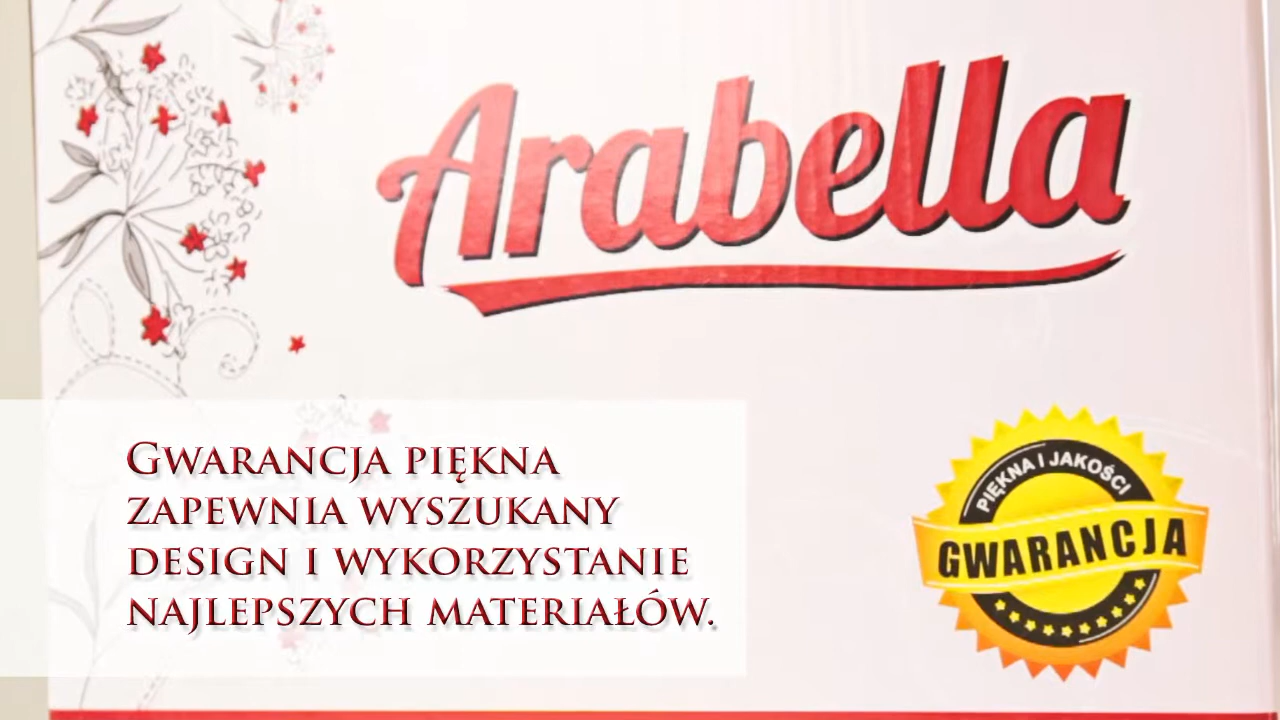 Arabella
Gwarancja piękna
zapewnia wyszukany
design i wykorzystanie
najlepszych materiałów.
PIĘKNA I JAKOŚCI
GWARANCJA